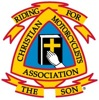 RIDING FOR
CHRISTIAN MOTORCYCLISTS
ASSOCIATION
THE SON